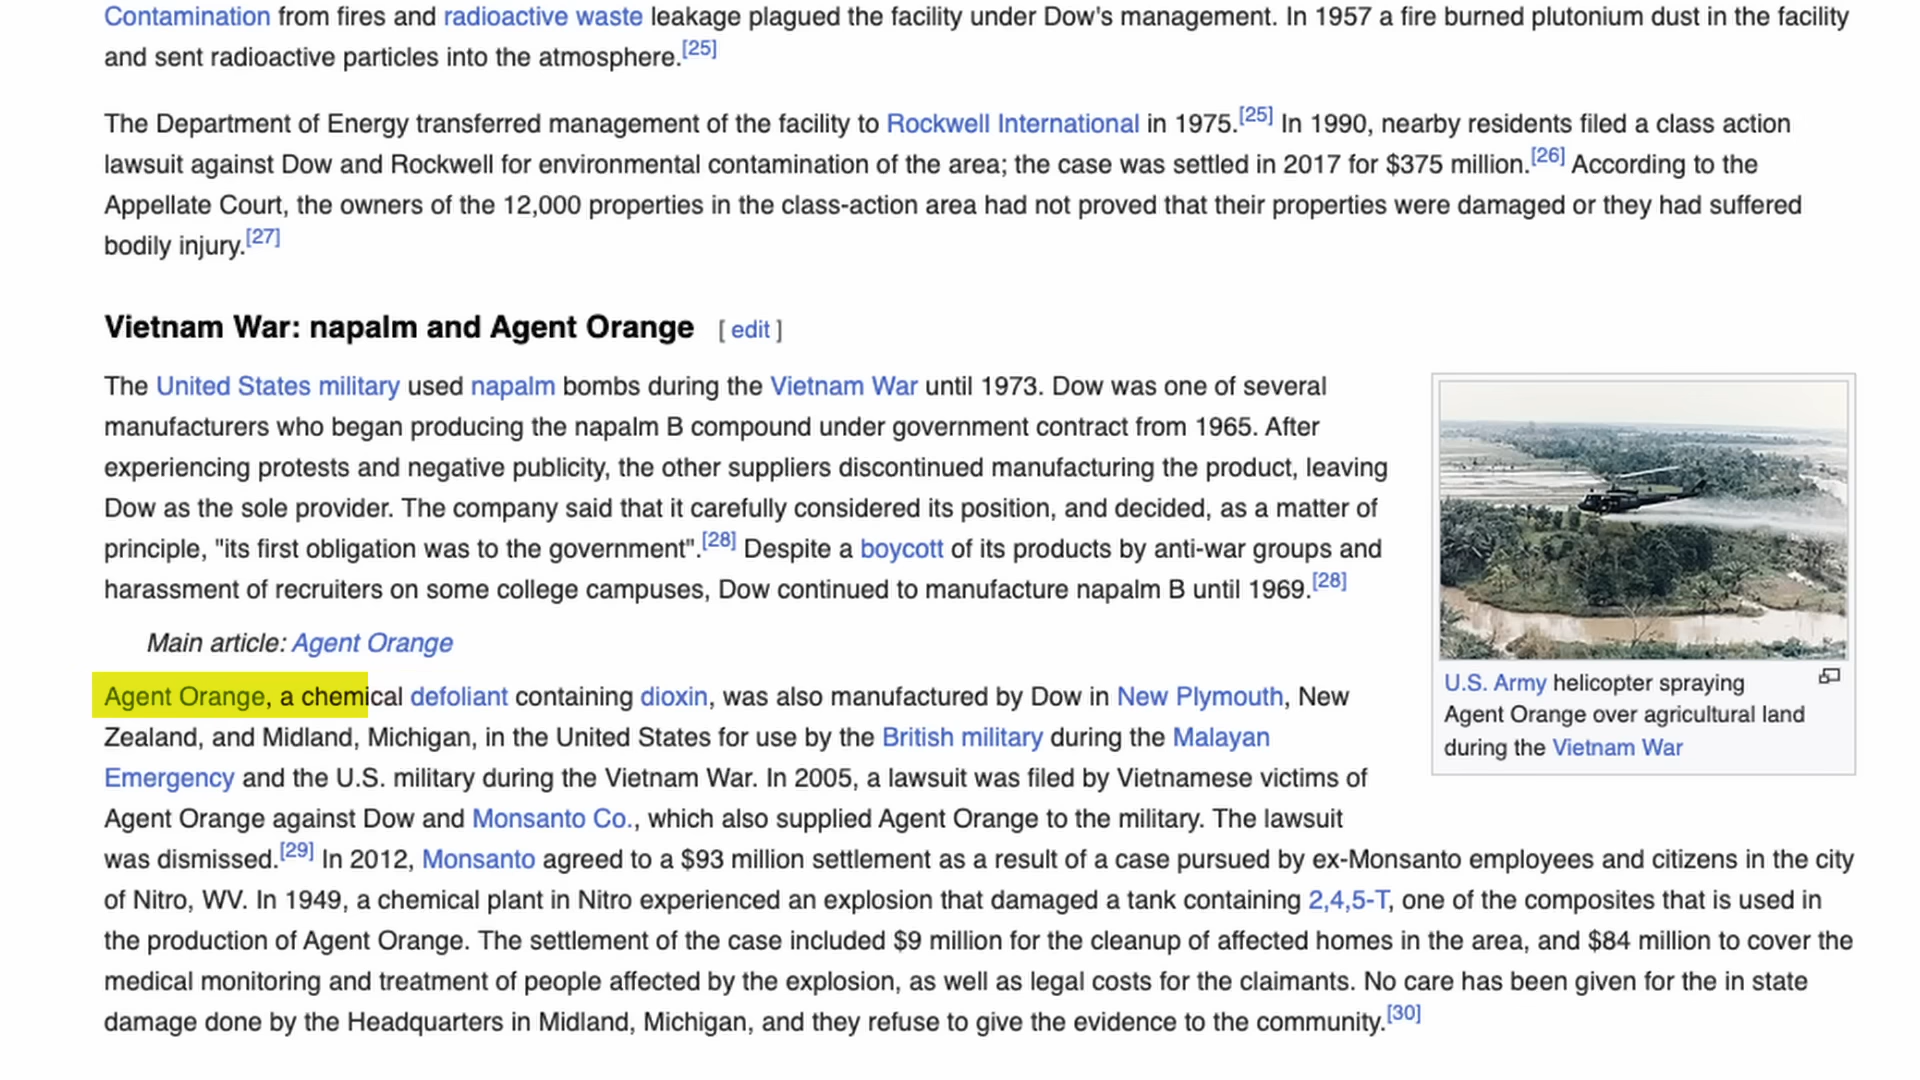 Contamination from fires and radioactive waste leakage plagued the facility under Dow's management. In 1957 a fire burned plutonium dust in the facility
and sent radioactive particles into the atmosphere.[25]
The Department of Energy transferred management of the facility to Rockwell International in 1975.[25] In 1990, nearby residents filed a class action
lawsuit against Dow and Rockwell for environmental contamination of the area; the case was settled in 2017 for $375 million.[26] According to the
Appellate Court, the owners of the 12,000 properties in the class-action area had not proved that their properties were damaged or they had suffered
bodily injury.[27]
Vietnam War: napalm and Agent Orange [ edit ]
The United States military used napalm bombs during the Vietnam War until 1973. Dow was one of several
manufacturers who began producing the napalm B compound under government contract from 1965. After
experiencing protests and negative publicity, the other suppliers discontinued manufacturing the product, leaving
Dow as the sole provider. The company said that it carefully considered its position, and decided, as a matter of
principle, "its first obligation was to the government".[28] Despite a boycott of its products by anti-war groups and
harassment of recruiters on some college campuses, Dow continued to manufacture napalm B until 1969.[28]
Main article: Agent Orange
Agent Orange, a chemical defoliant containing dioxin, was also manufactured by Dow in New Plymouth, New
Zealand, and Midland, Michigan, in the United States for use by the British military during the Malayan
Emergency and the U.S. military during the Vietnam War. In 2005, a lawsuit was filed by Vietnamese victims of
Agent Orange against Dow and Monsanto Co., which also supplied Agent Orange to the military. The lawsuit
was dismissed.[29] In 2012, Monsanto agreed to a $93 million settlement as a result of a case pursued by ex-Monsanto employees and citizens in the city
of Nitro, WV. In 1949, a chemical plant in Nitro experienced an explosion that damaged a tank containing 2,4,5-T, one of the composites that is used in
the production of Agent Orange. The settlement of the case included $9 million for the cleanup of affected homes in the area, and $84 million to cover the
medical monitoring and treatment of people affected by the explosion, as well as legal costs for the claimants. No care has been given for the in state
damage done by the Headquarters in Midland, Michigan, and they refuse to give the evidence to the community.[30]
U.S. Army helicopter spraying
Agent Orange over agricultural land
during the Vietnam War